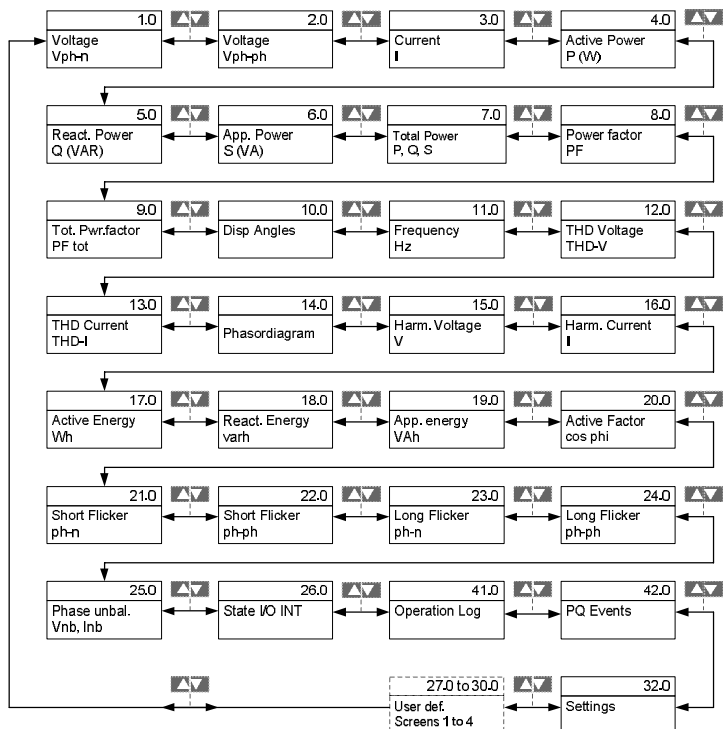 1.0
Voltage
Vph-n
2.0
Voltage
Vph-ph
3.0
Current
I
4.0
Active Power
P (W)
5.0
React. Power
Q (VAR)
6.0
App. Power
S (VA)
7.0
Total Power
P, Q, S
8.0
Power factor
PF
9.0
Tot. Pwr.factor
PF tot
10.0
Disp Angles
11.0
Frequency
Hz
12.0
THD Voltage
THD-V
13.0
THD Current
THD-I
14.0
Phasordiagram
15.0
Harm. Voltage
V
16.0
Harm. Current
I
17.0
Active Energy
Wh
18.0
React. Energy
varh
19.0
App. energy
VAh
20.0
Active Factor
cos phi
21.0
Short Flicker
ph-n
22.0
Short Flicker
ph-ph
23.0
Long Flicker
ph-n
24.0
Long Flicker
ph-ph
25.0
Phase unbal.
Vnb, Inb
26.0
State I/O INT
41.0
Operation Log
42.0
PQ Events
27.0 to 30.0
User def.
Screens 1 to 4
32.0
Settings